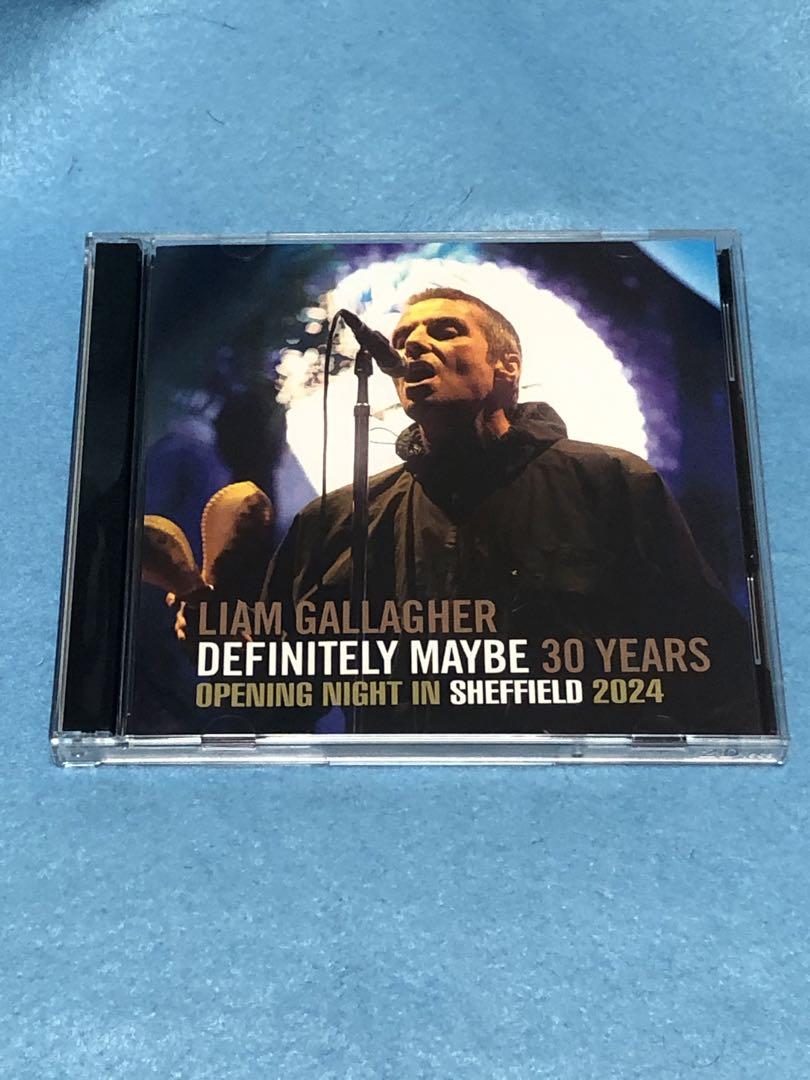 LIAM GALLAGHER
DEFINITELY MAYBE 30 YEARS
OPENING NIGHT IN SHEFFIELD 2024